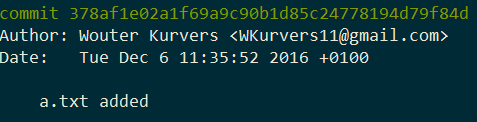 commit 378af1e02a1f69a9c90b1d85c24778194d79f84d
Author: Wouter Kurvers <WKurvers11@gmail.com>
Date:   Tue Dec 6 11:35:52 2016 +0100
a.txt added